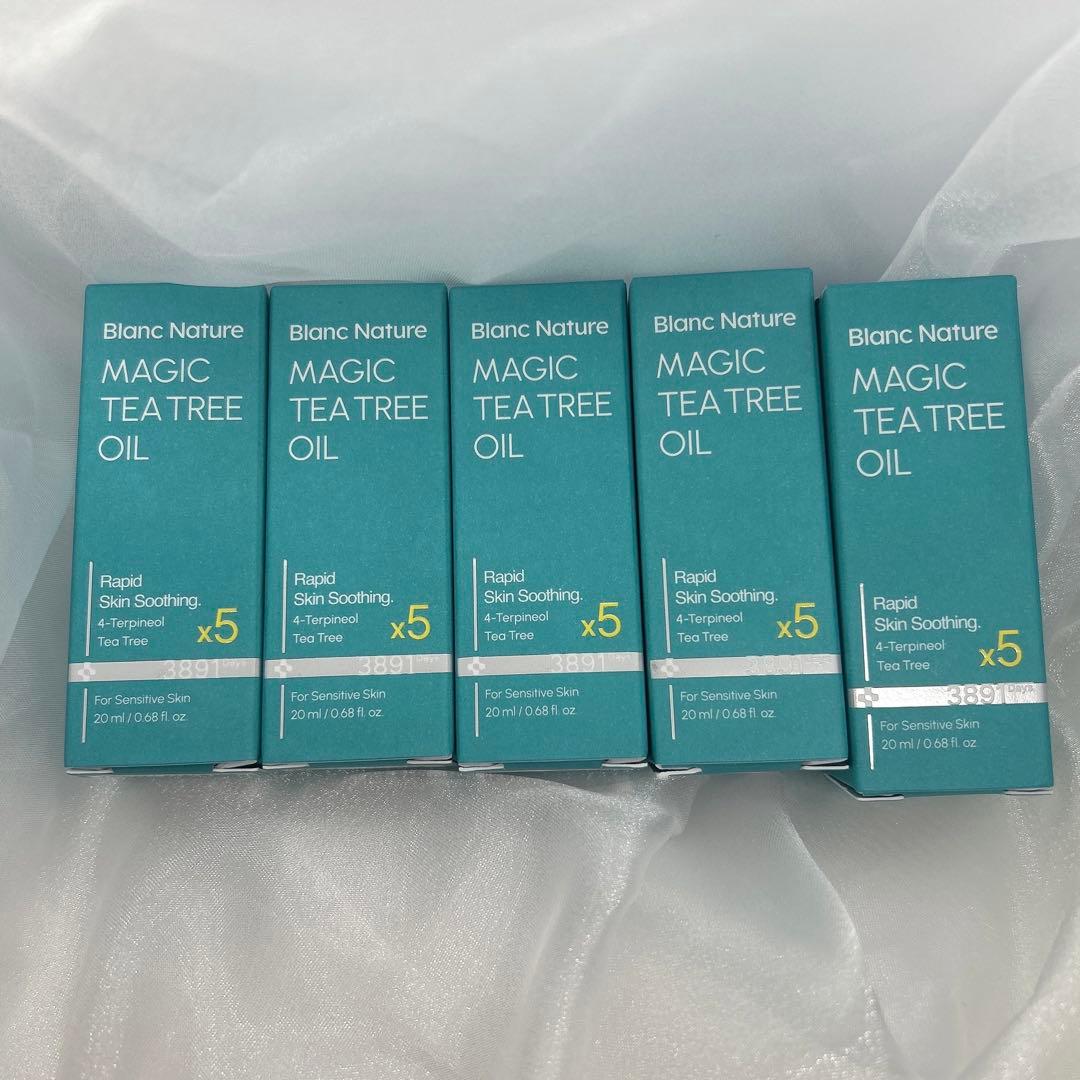 Blanc Nature
MAGIC
TEA TREE
OIL
Rapid
Skin Soothing.
4-Terpineol
Tea Tree
x5
3891 Days
For Sensitive Skin
20 ml / 0.68 fl. oz.
Blanc Nature
MAGIC
TEA TREE
OIL
Rapid
Skin Soothing.
4-Terpineol
Tea Tree
x5
3891 Days
For Sensitive Skin
20 ml / 0.68 fl. oz.
Blanc Nature
MAGIC
TEA TREE
OIL
Rapid
Skin Soothing.
4-Terpineol
Tea Tree
x5
3891 Days
For Sensitive Skin
20 ml / 0.68 fl. oz.
Blanc Nature
MAGIC
TEA TREE
OIL
Rapid
Skin Soothing.
4-Terpineol
Tea Tree
x5
For Sensitive Skin
20 ml / 0.68 fl. oz.
Blanc Nature
MAGIC
TEA TREE
OIL
Rapid
Skin Soothing.
4-Terpineol
Tea Tree
x5
3891 Days
For Sensitive Skin
20 ml / 0.68 fl. oz